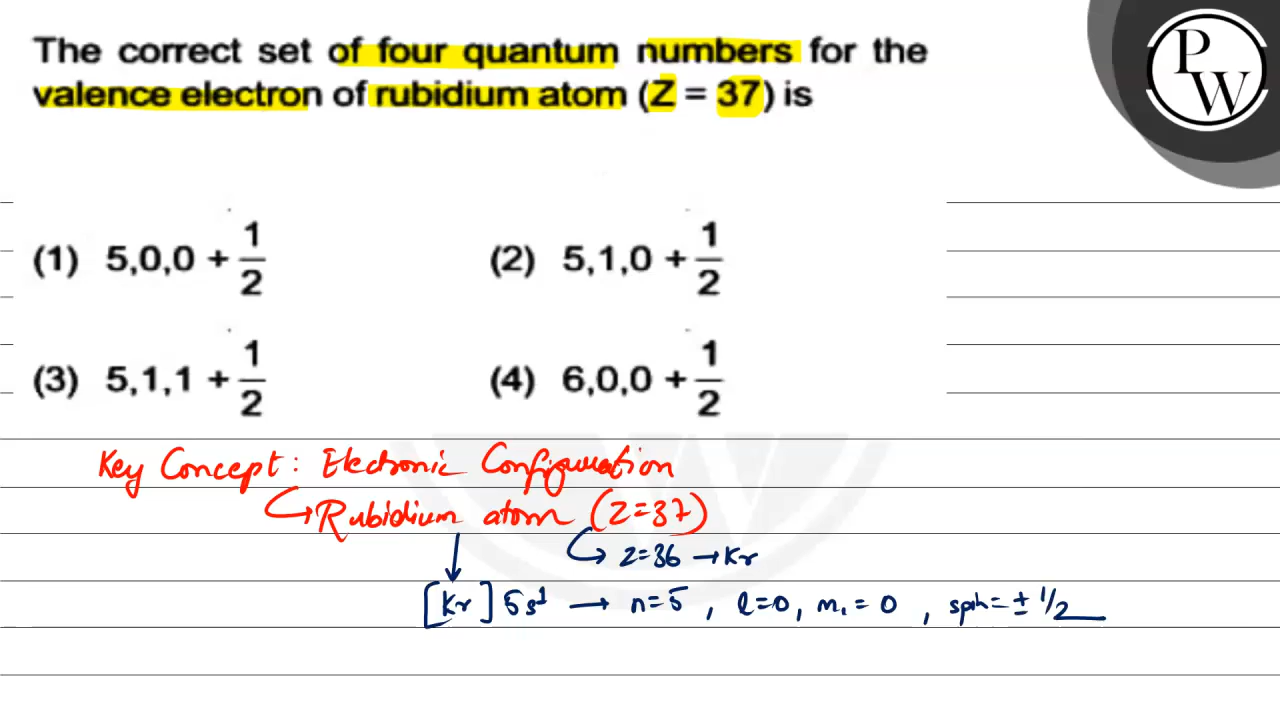 The correct set of four quantum numbers for the
valence electron of rubidium atom (Z = 37) is
P
W
(1) 5,0,0 + 1/2
(2) 5,1,0 + 1/2
(3) 5,1,1 + 1/2
(4) 6,0,0 + 1/2
Key Concept: Electronic Configuration
Rubidium atom (Z=37)
Z=36 → Kr
[Kr] 5s¹ → n=5, l=0, m₁=0, spin=± 1/2